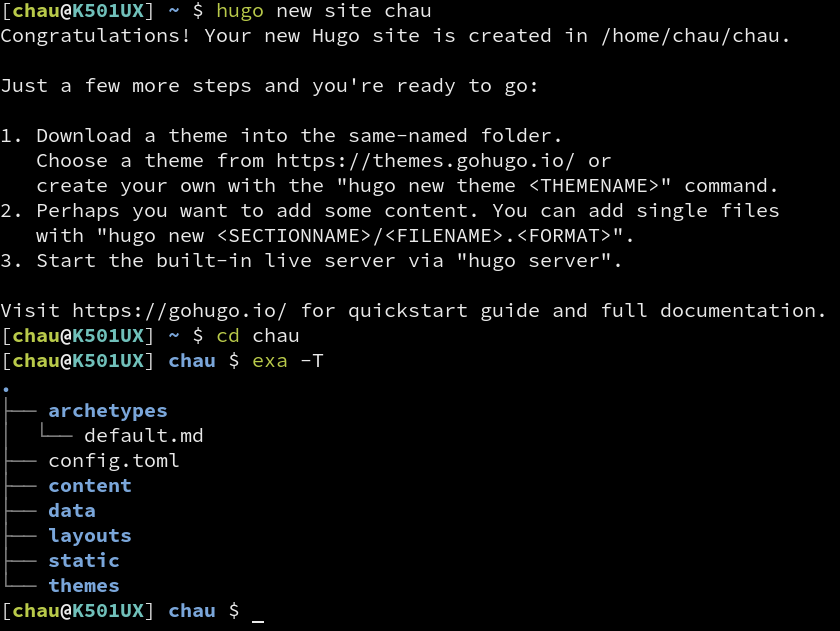 [chau@K501UX] ~ $ hugo new site chau
Congratulations! Your new Hugo site is created in /home/chau/chau.

Just a few more steps and you're ready to go:

1. Download a theme into the same-named folder.
   Choose a theme from https://themes.gohugo.io/ or
   create your own with the "hugo new theme <THEMENAME>" command.
2. Perhaps you want to add some content. You can add single files
   with "hugo new <SECTIONNAME>/<FILENAME>.<FORMAT>".
3. Start the built-in live server via "hugo server".

Visit https://gohugo.io/ for quickstart guide and full documentation.
[chau@K501UX] ~ $ cd chau
[chau@K501UX] chau $ exa -T
.
├── archetypes
│  └── default.md
├── config.toml
├── content
├── data
├── layouts
├── static
└── themes
[chau@K501UX] chau $ _